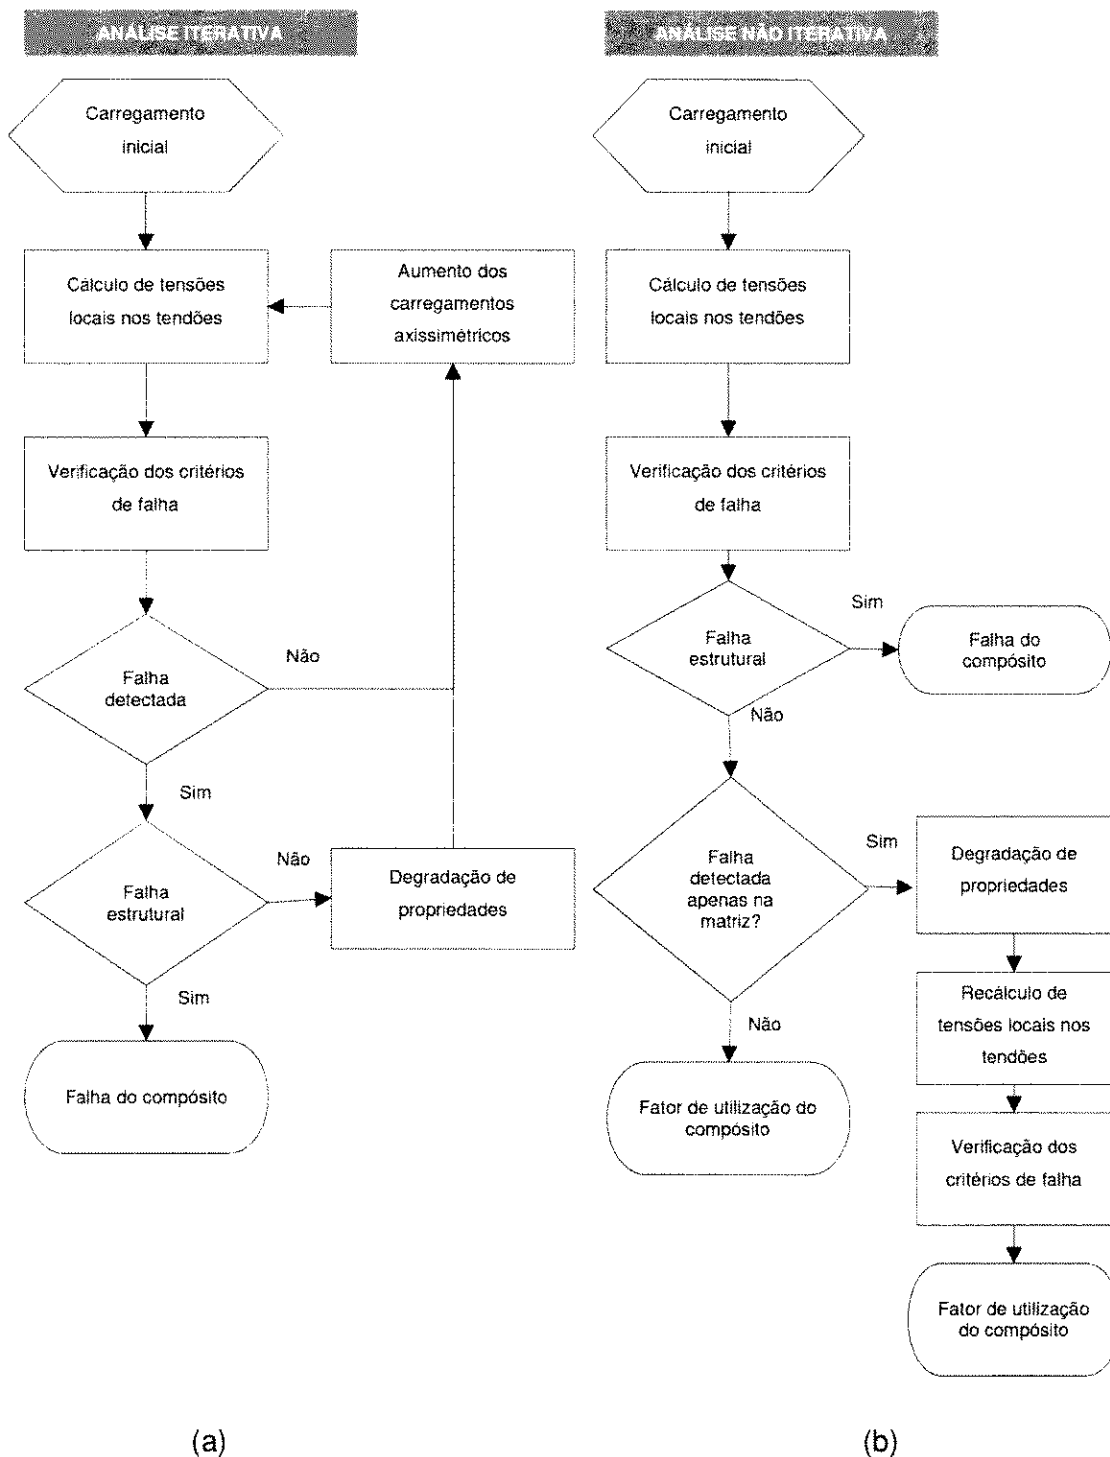 ANÁLISE ITERATIVA
Carregamento
inicial
Cálculo de tensões
locais nos tendões
Aumento dos
carregamentos
axissimétricos
Verificação dos critérios
de falha
Falha
detectada
Não
Sim
Falha
estrutural
Não
Degradação de
propriedades
Sim
Falha do compósito
(a)
ANÁLISE NÃO ITERATIVA
Carregamento
inicial
Cálculo de tensões
locais nos tendões
Verificação dos critérios
de falha
Falha
estrutural
Sim
Falha do
compósito
Não
Falha
detectada
apenas na
matriz?
Sim
Degradação de
propriedades
Recálculo de
tensões locais nos
tendões
Não
Fator de utilização do
compósito
Verificação dos
critérios de falha
Fator de utilização
do compósito
(b)